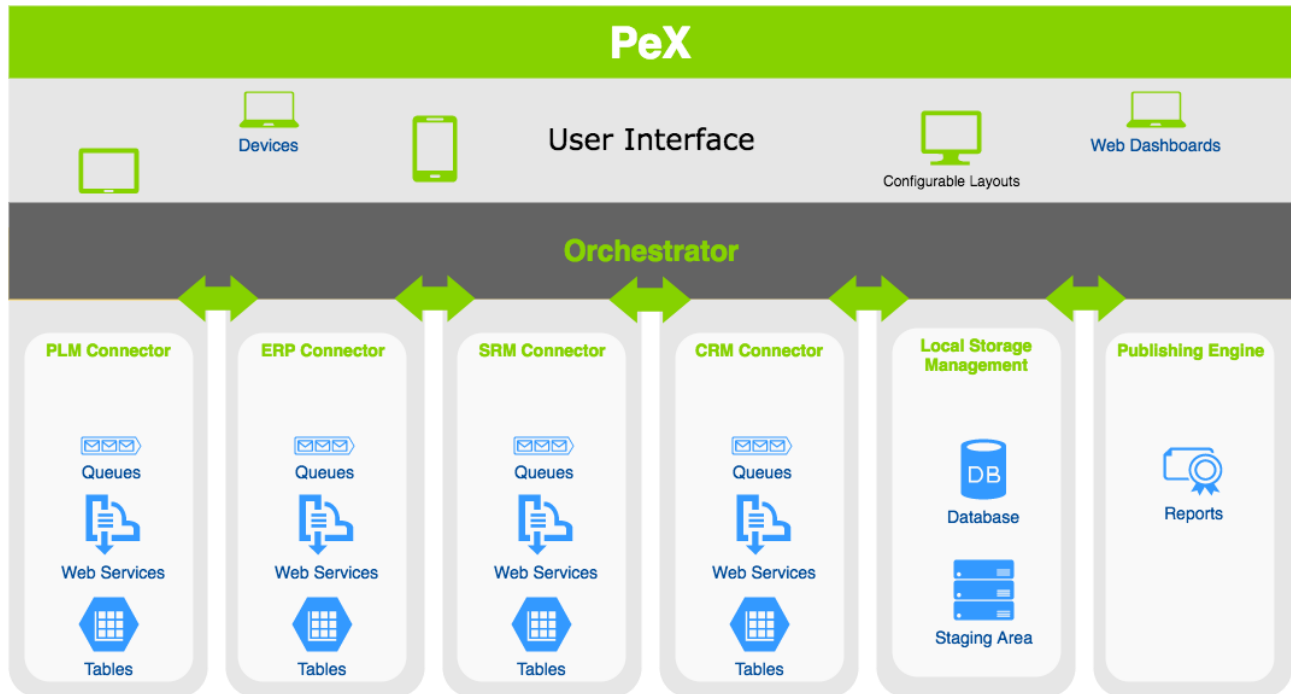 PeX
Devices
User Interface
Configurable Layouts
Web Dashboards
Orchestrator
PLM Connector
Queues
Web Services
Tables
ERP Connector
Queues
Web Services
Tables
SRM Connector
Queues
Web Services
Tables
CRM Connector
Queues
Web Services
Tables
Local Storage
Management
DB
Database
Staging Area
Publishing Engine
Reports